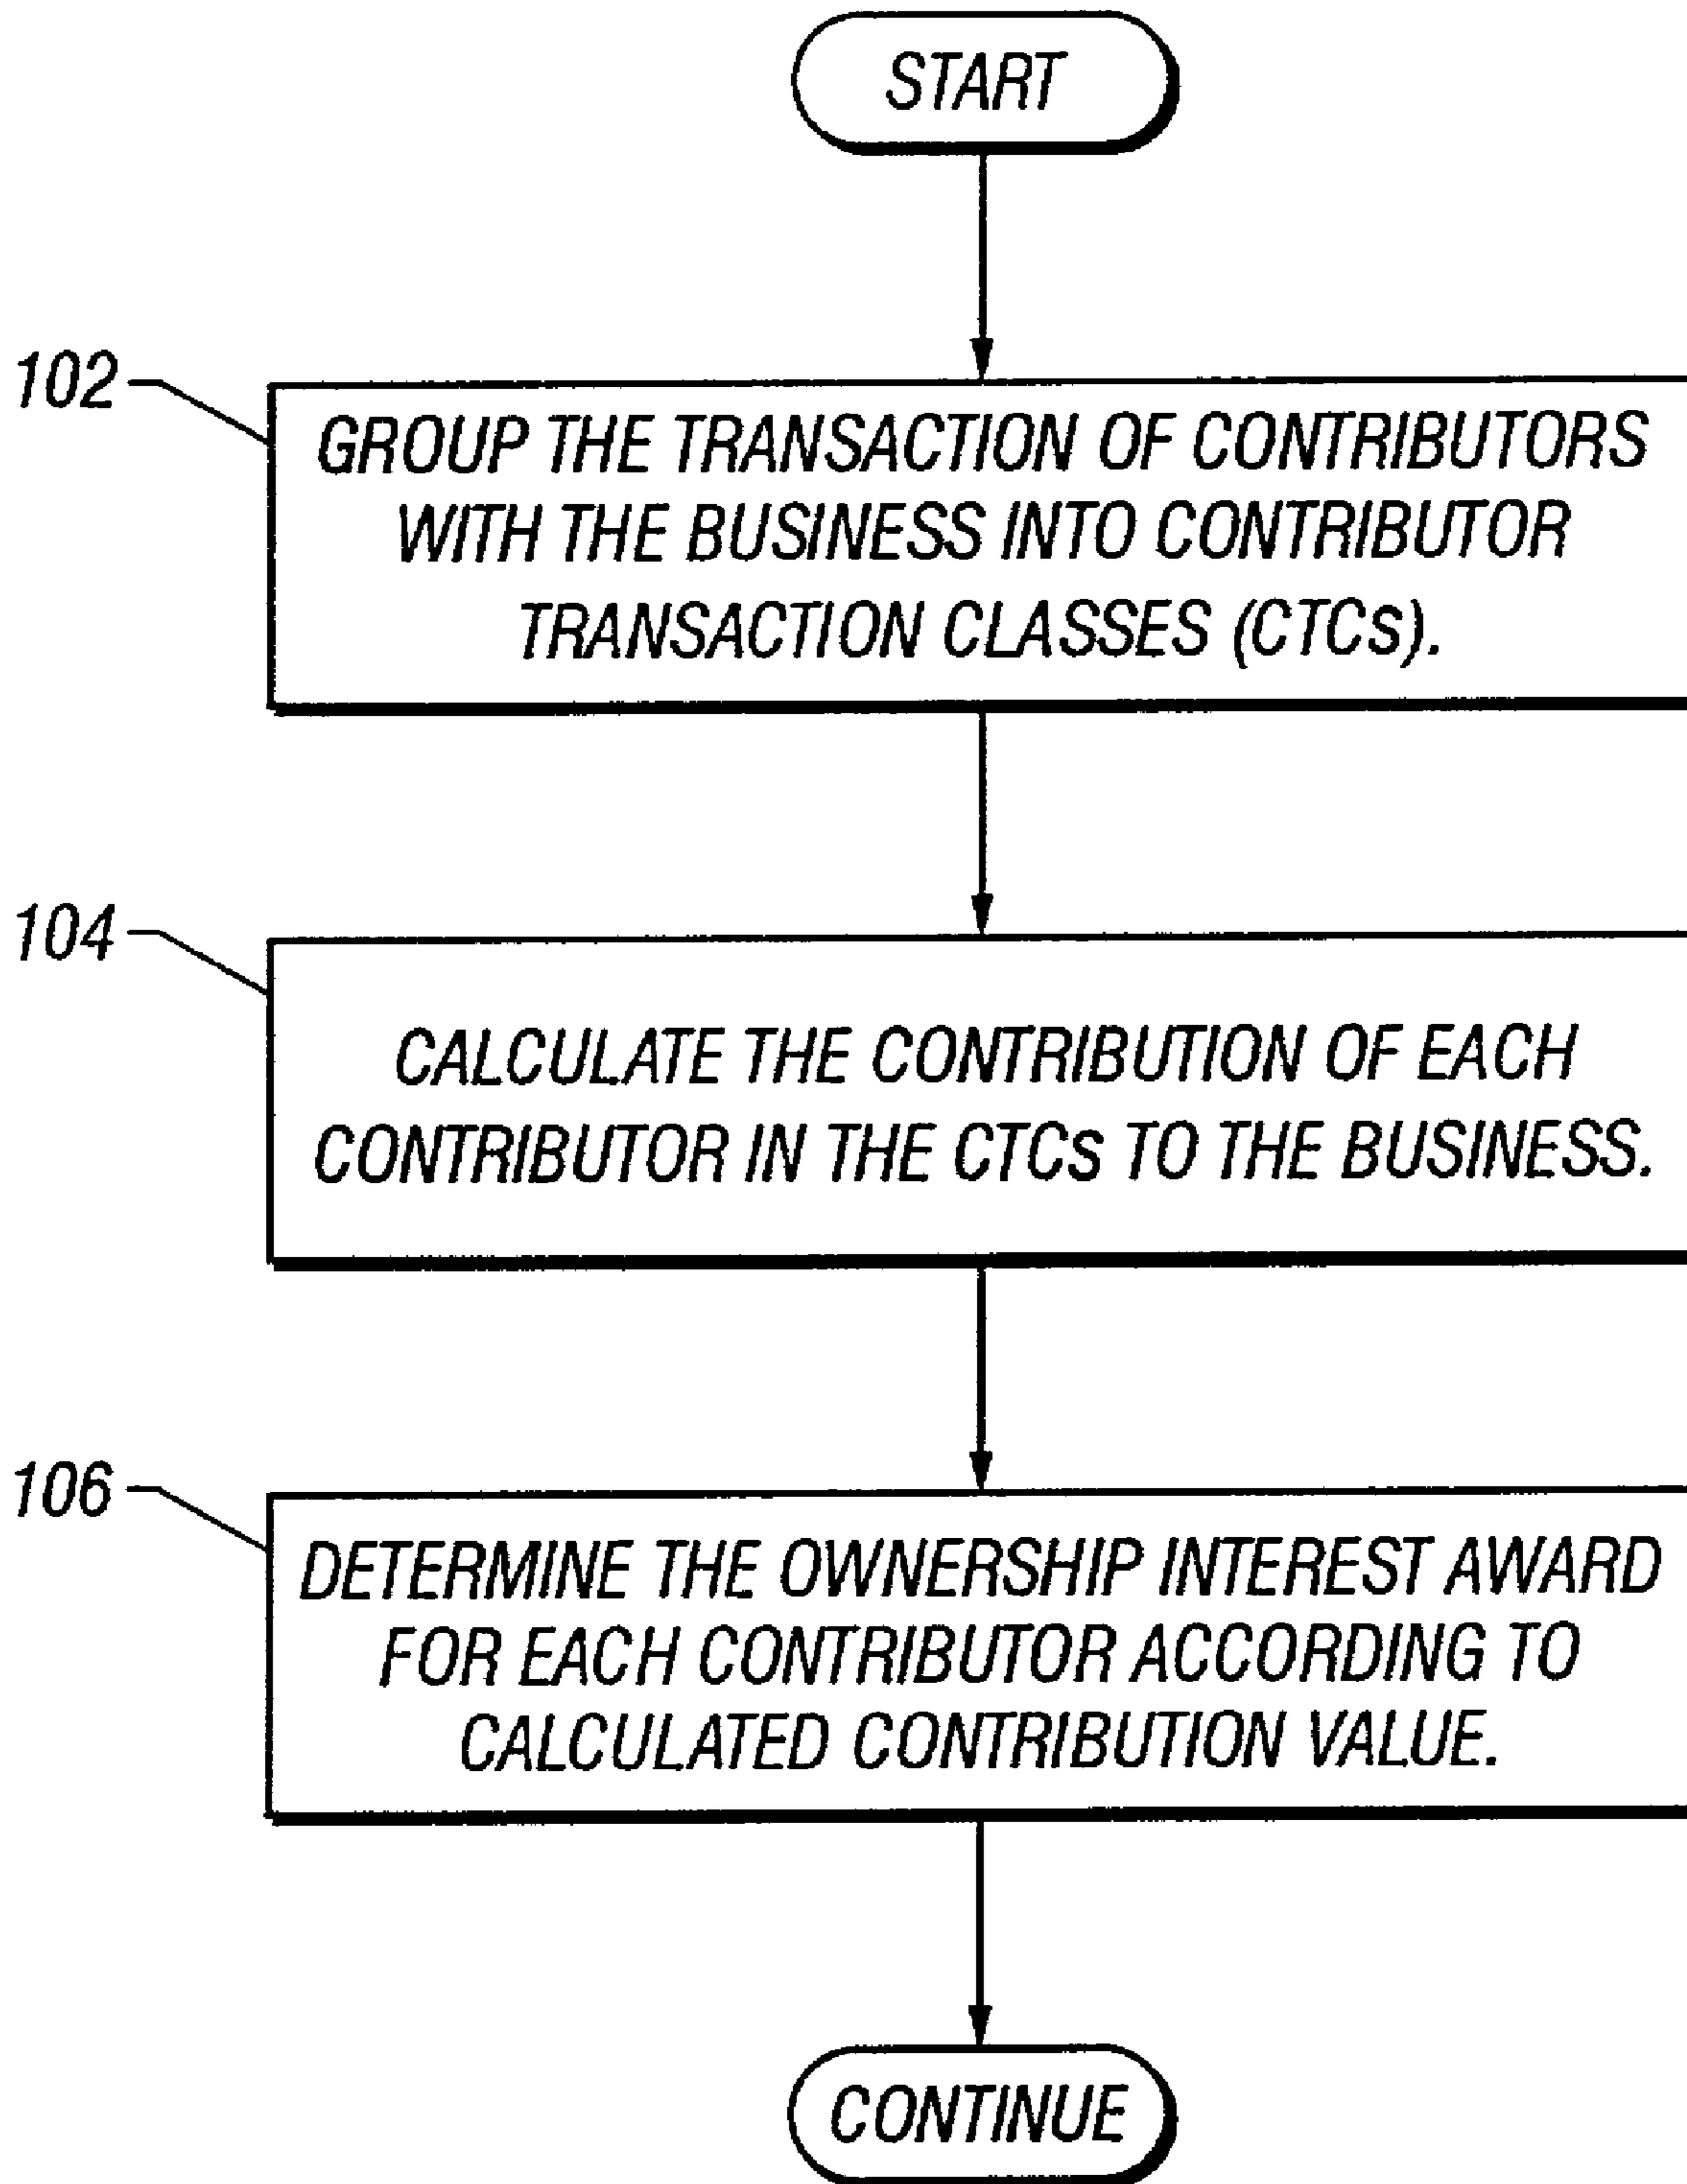 START
102
GROUP THE TRANSACTION OF CONTRIBUTORS
WITH THE BUSINESS INTO CONTRIBUTOR
TRANSACTION CLASSES (CTCs).
104
CALCULATE THE CONTRIBUTION OF EACH
CONTRIBUTOR IN THE CTCs TO THE BUSINESS.
106
DETERMINE THE OWNERSHIP INTEREST AWARD
FOR EACH CONTRIBUTOR ACCORDING TO
CALCULATED CONTRIBUTION VALUE.
CONTINUE